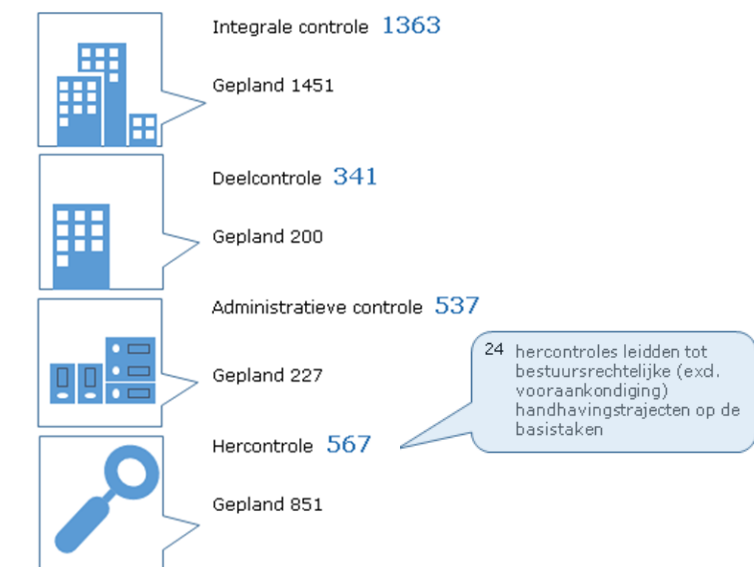 Integrale controle 1363
Gepland 1451
Deelcontrole 341
Gepland 200
Administratieve controle 537
Gepland 227
Hercontrole 567
Gepland 851
24 hercontroles leidden tot
bestuursrechtelijke (excl.
vooraankondiging)
handhavingstrajecten op de
basistaken